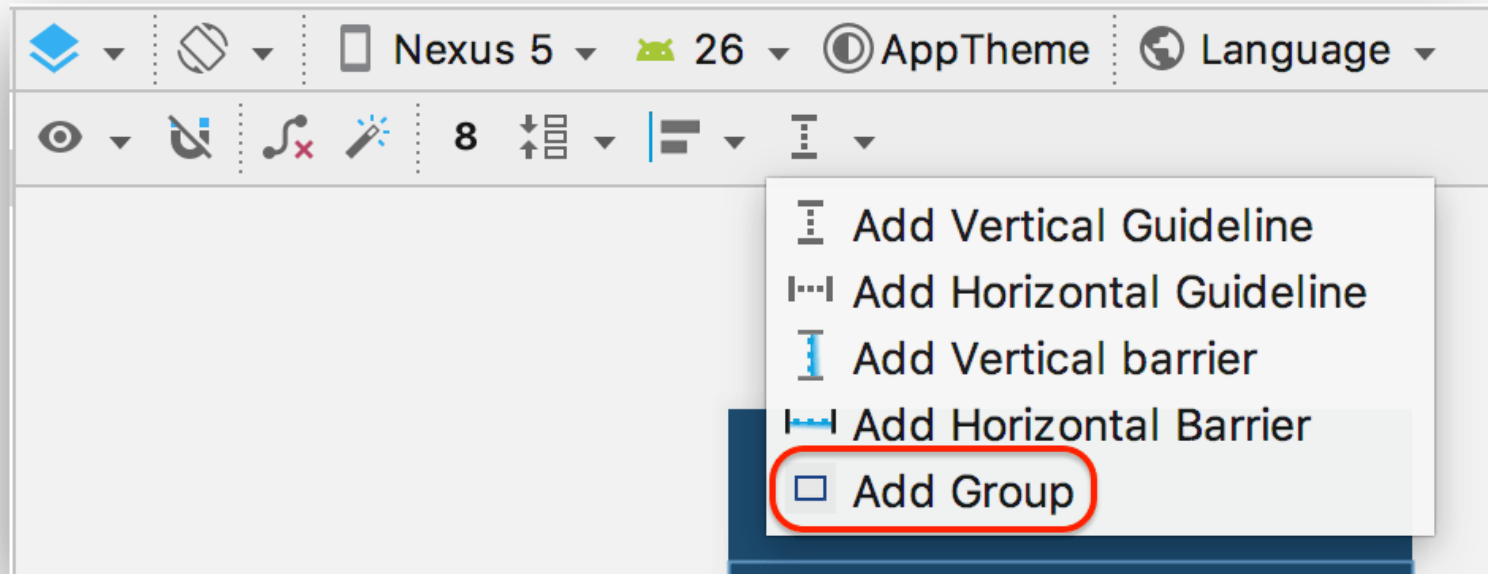 Nexus 5 26 AppTheme Language
8
Add Vertical Guideline
Add Horizontal Guideline
Add Vertical barrier
Add Horizontal Barrier
Add Group